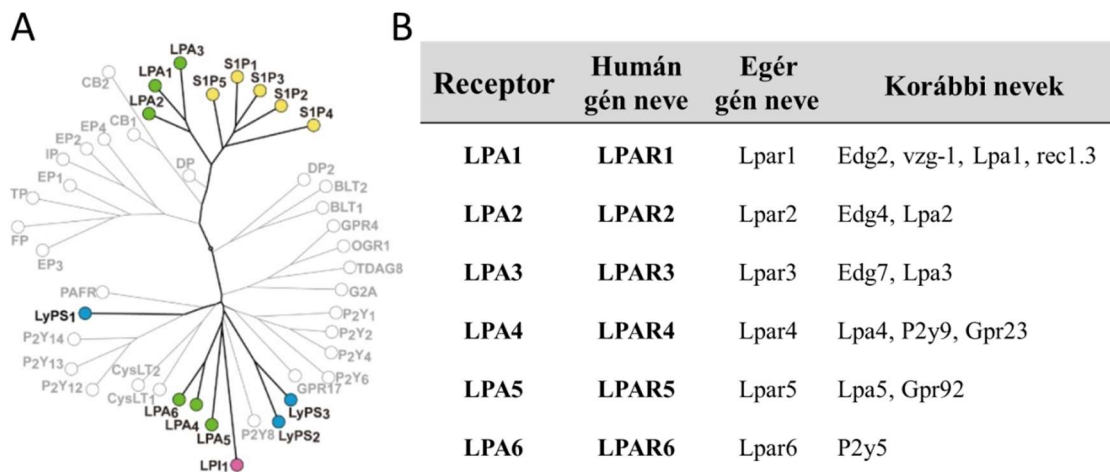 A
LPA3
LPA1
LPA2
CB2
CB1
S1P1
S1P5
S1P3
S1P2
S1P4
EP4
EP2
IP
EP1
TP
FP
EP3
DP
DP2
BLT2
BLT1
GPR4
OGR1
TDAG8
G2A
PAFR
LyPS1
P2Y14
P2Y13
P2Y12
CysLT2
CysLT1
P2Y1
P2Y2
P2Y4
P2Y6
GPR17
LyPS3
LyPS2
P2Y8
LPA6
LPA4
LPA5
LPI1
B
Receptor Humán gén neve Egér gén neve Korábbi nevek
LPA1 LPAR1 Lpar1 Edg2, vzg-1, Lpa1, rec1.3
LPA2 LPAR2 Lpar2 Edg4, Lpa2
LPA3 LPAR3 Lpar3 Edg7, Lpa3
LPA4 LPAR4 Lpar4 Lpa4, P2y9, Gpr23
LPA5 LPAR5 Lpar5 Lpa5, Gpr92
LPA6 LPAR6 Lpar6 P2y5